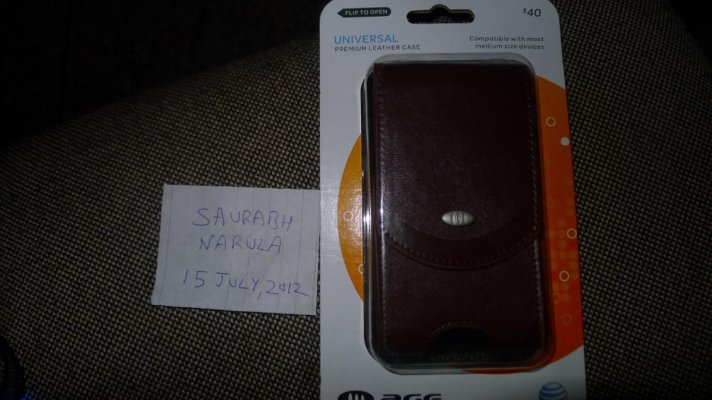 FLIP TO OPEN
$40
UNIVERSAL
PREMIUM LEATHER CASE
Compatible with most
medium size devices
SAURABH
NARULA
15 JULY, 2012